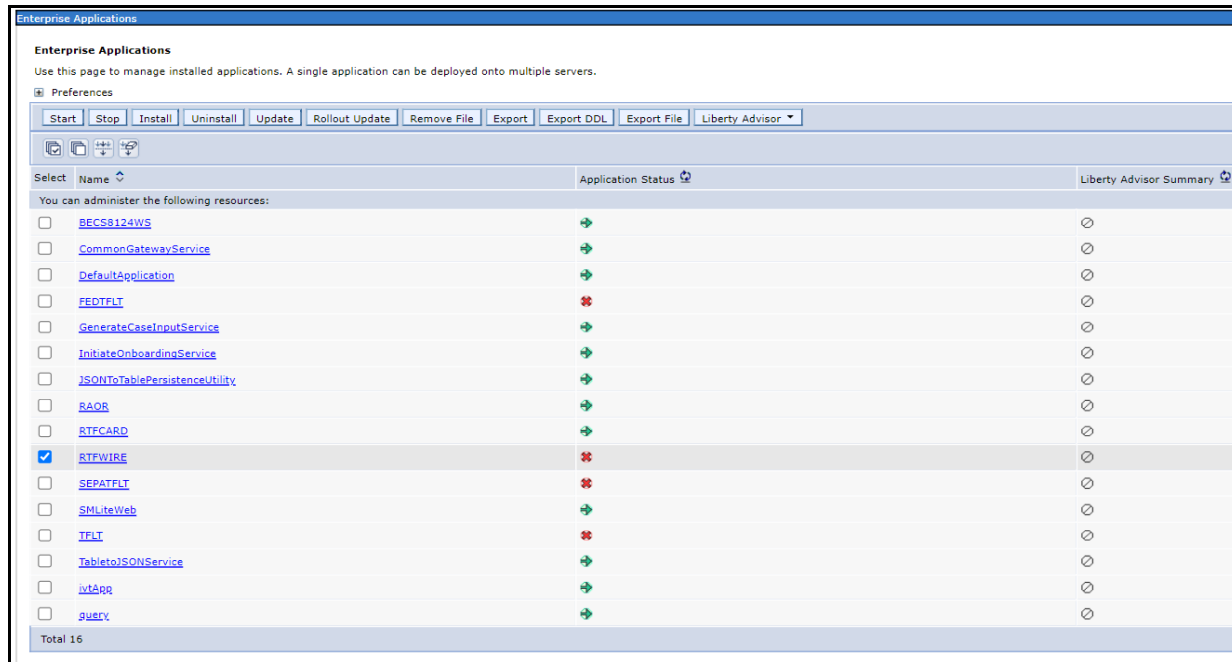 Enterprise Applications
Enterprise Applications
Use this page to manage installed applications. A single application can be deployed onto multiple servers.
Preferences
Start Stop Install Uninstall Update Rollout Update Remove File Export Export DDL Export File Liberty Advisor
Select Name Application Status Liberty Advisor Summary
You can administer the following resources:
BECS8124WS
CommonGatewayService
DefaultApplication
FEDTFLT
GenerateCaseInputService
InitiateOnboardingService
JSONToTablePersistenceUtility
RAOR
RTFCARD
RTFWIRE
SEPATFLT
SMLiteWeb
TFLT
TabletoJSONService
ivtApp
query
Total 16